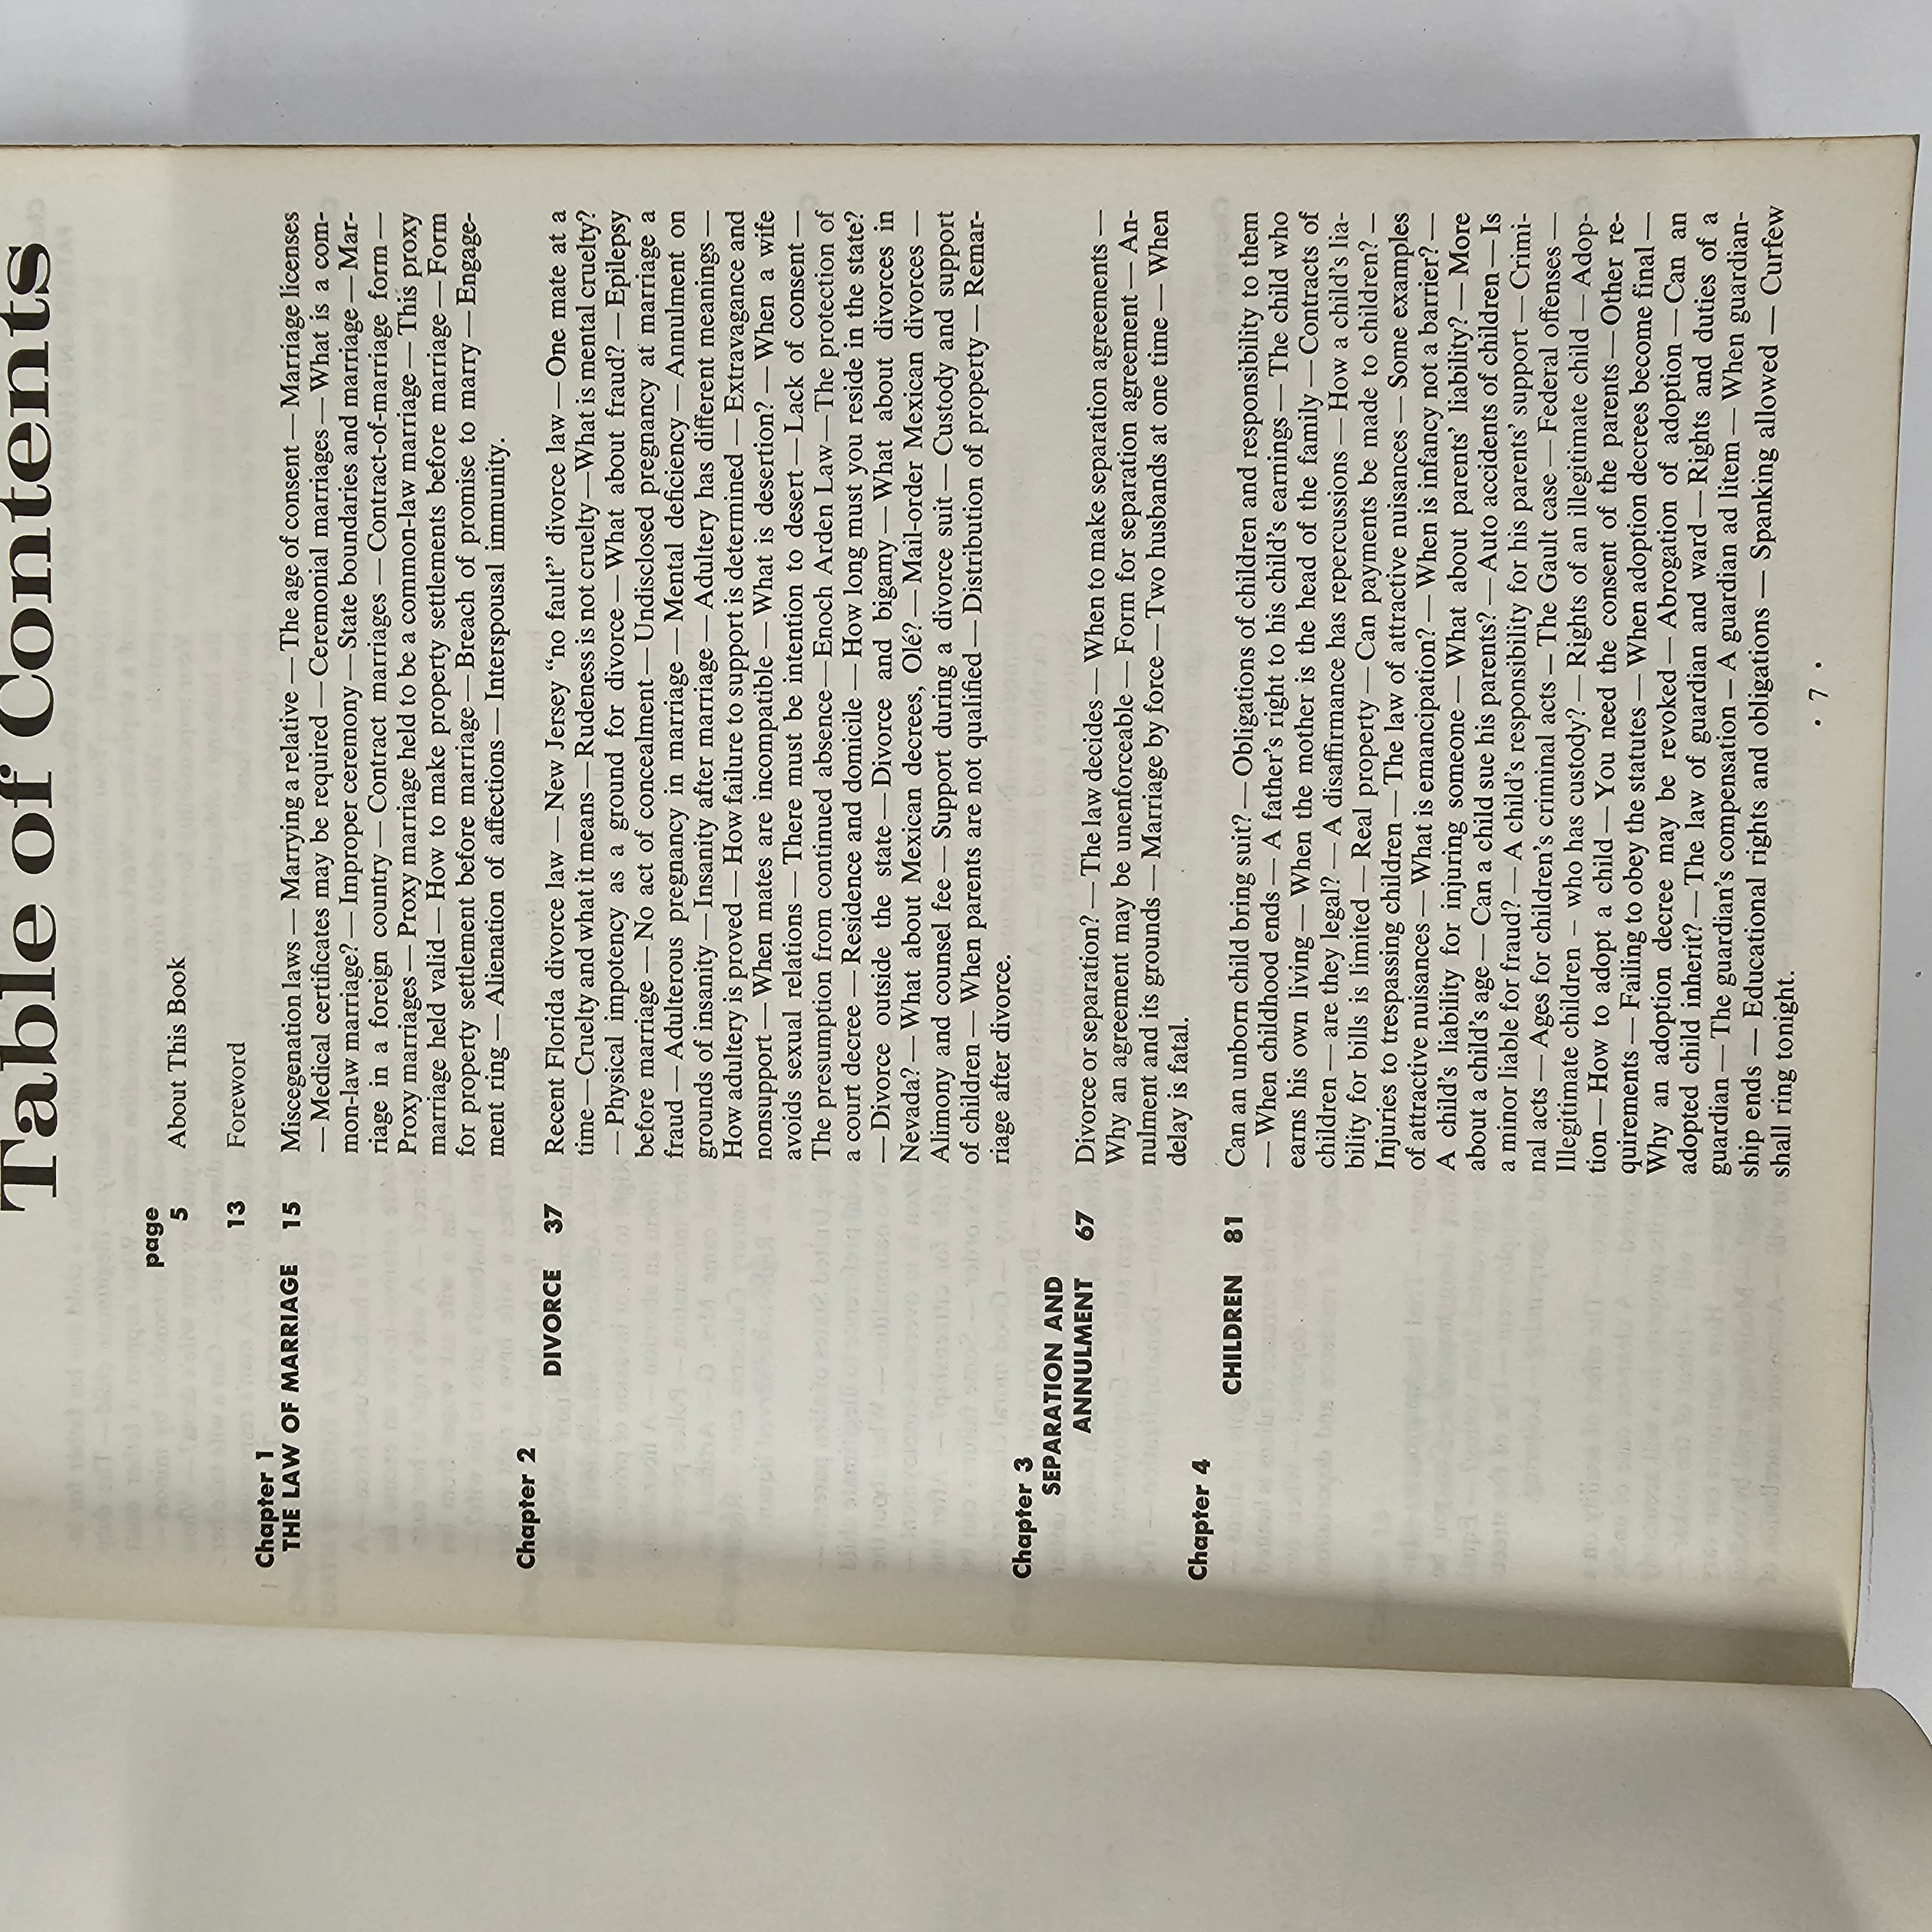 Table of Contents
page
5 About This Book
13 Foreword
Chapter 1
THE LAW OF MARRIAGE 15 Miscegenation laws — Marrying a relative — The age of consent — Marriage licenses
— Medical certificates may be required — Ceremonial marriages — What is a com-
mon-law marriage? — Improper ceremony — State boundaries and marriage — Mar-
riage in a foreign country — Contract marriages — Contract-of-marriage form —
Proxy marriages — Proxy marriage held to be a common-law marriage — This proxy
marriage held valid — How to make property settlements before marriage — Form
for property settlement before marriage — Breach of promise to marry — Engage-
ment ring — Alienation of affections — Interspousal immunity.
Chapter 2
DIVORCE 37 Recent Florida divorce law — New Jersey “no fault” divorce law — One mate at a
time — Cruelty and what it means — Rudeness is not cruelty — What is mental cruelty?
— Physical impotency as a ground for divorce — What about fraud? — Epilepsy
before marriage — No act of concealment — Undisclosed pregnancy at marriage a
fraud — Adulterous pregnancy in marriage — Mental deficiency — Annulment on
grounds of insanity — Insanity after marriage — Adultery has different meanings —
How adultery is proved — How failure to support is determined — Extravagance and
nonsupport — When mates are incompatible — What is desertion? — When a wife
avoids sexual relations — There must be intention to desert — Lack of consent —
The presumption from continued absence — Enoch Arden Law — The protection of
a court decree — Residence and domicile — How long must you reside in the state?
— Divorce outside the state — Divorce and bigamy — What about divorces in
Nevada? — What about Mexican decrees, Olé? — Mail-order Mexican divorces —
Alimony and counsel fee — Support during a divorce suit — Custody and support
of children — When parents are not qualified — Distribution of property — Remar-
riage after divorce.
Chapter 3
SEPARATION AND
ANNULMENT 67 Divorce or separation? — The law decides — When to make separation agreements —
Why an agreement may be unenforceable — Form for separation agreement — An-
nulment and its grounds — Marriage by force — Two husbands at one time — When
delay is fatal.
Chapter 4
CHILDREN 81 Can an unborn child bring suit? — Obligations of children and responsibility to them
— When childhood ends — A father’s right to his child’s earnings — The child who
earns his own living — When the mother is the head of the family — Contracts of
children — are they legal? — A disaffirmance has repercussions — How a child’s lia-
bility for bills is limited — Real property — Can payments be made to children? —
Injuries to trespassing children — The law of attractive nuisances — Some examples
of attractive nuisances — What is emancipation? — When is infancy not a barrier? —
A child’s liability for injuring someone — What about parents’ liability? — More
about a child’s age — Can a child sue his parents? — Auto accidents of children — Is
a minor liable for fraud? — A child’s responsibility for his parents’ support — Crimi-
nal acts — Ages for children’s criminal acts — The Gault case — Federal offenses —
Illegitimate children – who has custody? — Rights of an illegitimate child — Adop-
tion — How to adopt a child — You need the consent of the parents — Other re-
quirements — Failing to obey the statutes — When adoption decrees become final —
Why an adoption decree may be revoked — Abrogation of adoption — Can an
adopted child inherit? — The law of guardian and ward — Rights and duties of a
guardian — The guardian’s compensation — A guardian ad litem — When guardian-
ship ends — Educational rights and obligations — Spanking allowed — Curfew
shall ring tonight.
• 7 •